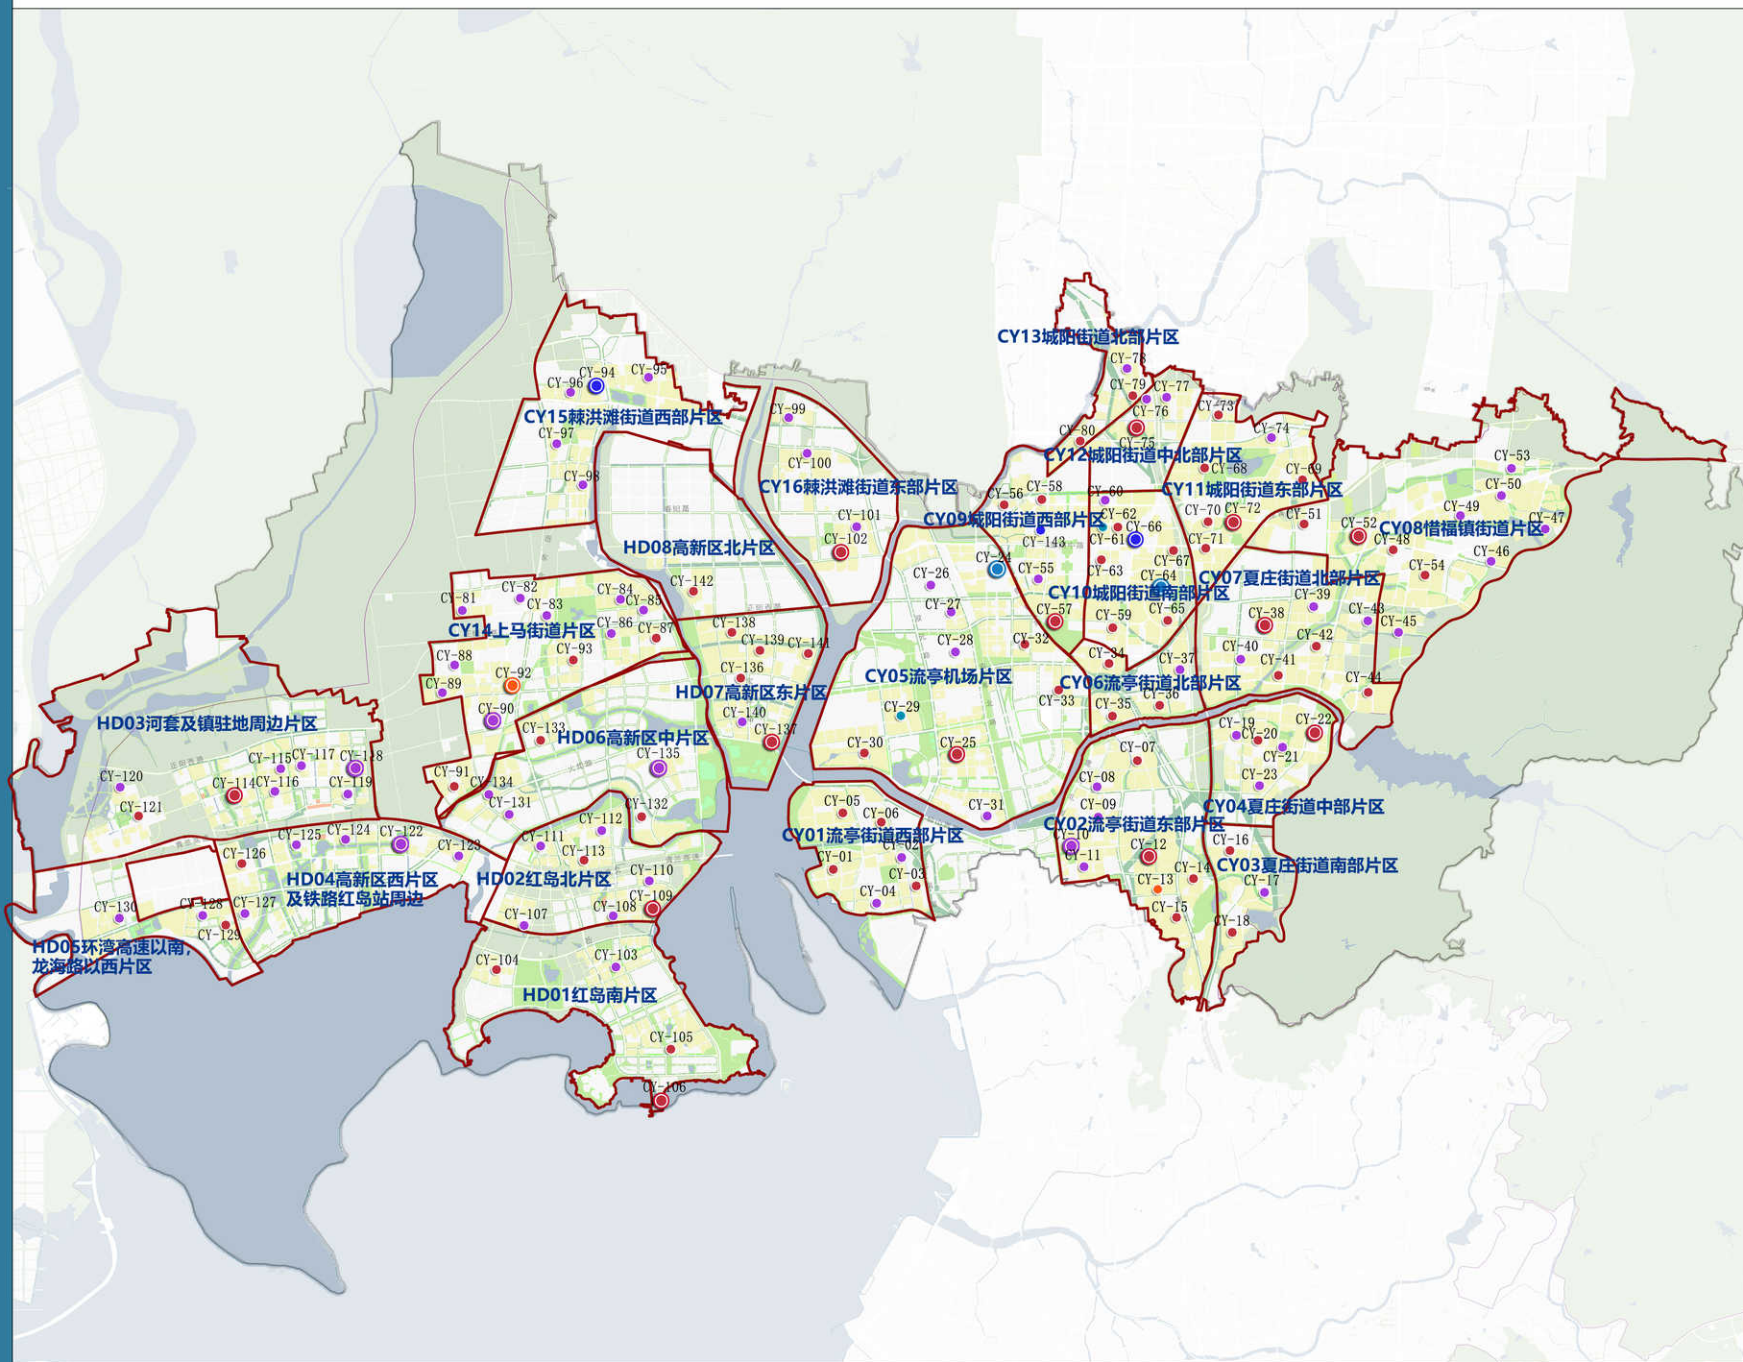 CY13城阳街道北部片区
CY-78
CY-94
CY-95
CY-96
CY-79
CY-77
CY-99
CY-76
CY-73
CY15棘洪滩街道西部片区
CY-97
CY-80
CY-75
CY-74
CY12城阳街道中北部片区
CY-100
CY-53
CY-68
CY-69
CY-98
CY16棘洪滩街道东部片区
CY11城阳街道东部片区
CY-50
CY-56
CY-58
CY-60
CY-101
CY09城阳街道西部片区
CY-62
CY-66
CY-70
CY-72
CY-51
CY-52
CY08惜福镇街道片区
CY-49
CY-47
CY-102
CY-143
CY-61
CY-71
CY-48
HD08高新区北片区
CY-24
CY-67
CY-46
CY-26
CY-55
CY-63
CY-64
CY07夏庄街道北部片区
CY-54
CY-142
CY10城阳街道南部片区
CY-39
CY-81
CY-82
CY-83
CY-84
CY-85
CY-27
CY-57
CY-59
CY-65
CY-38
CY-43
CY-45
CY14上马街道片区
CY-86
CY-87
CY-138
CY-28
CY-32
CY-42
CY-88
CY-93
CY-139
CY-141
CY-34
CY-37
CY-40
CY-41
CY-89
CY-92
CY-136
CY05流亭机场片区
CY06流亭街道北部片区
CY-44
HD07高新区东片区
CY-33
CY-36
CY-90
CY-140
CY-29
CY-35
HD03河套及镇驻地周边片区
CY-133
HD06高新区中片区
CY-137
CY-30
CY-25
CY-07
CY-19
CY-20
CY-22
CY-21
CY-115
CY-117
CY-118
CY-135
CY-120
CY-114
CY-116
CY-119
CY-91
CY-134
CY-08
CY-23
CY-121
CY-131
CY-132
CY-05
CY-06
CY-31
CY-09
CY04夏庄街道中部片区
CY-125
CY-124
CY-122
CY-111
CY-112
CY01流亭街道西部片区
CY02流亭街道东部片区
CY-126
CY-123
CY-113
CY-01
CY-02
CY-10
CY-11
CY-12
CY-16
CY03夏庄街道南部片区
HD04高新区西片区
及铁路红岛站周边
HD02红岛北片区
CY-110
CY-03
CY-13
CY-14
CY-17
CY-130
CY-128
CY-127
CY-107
CY-108
CY-109
CY-04
CY-15
CY-18
CY-129
HD05环湾高速以南，
龙海路以西片区
CY-104
CY-103
HD01红岛南片区
CY-105
CY-106